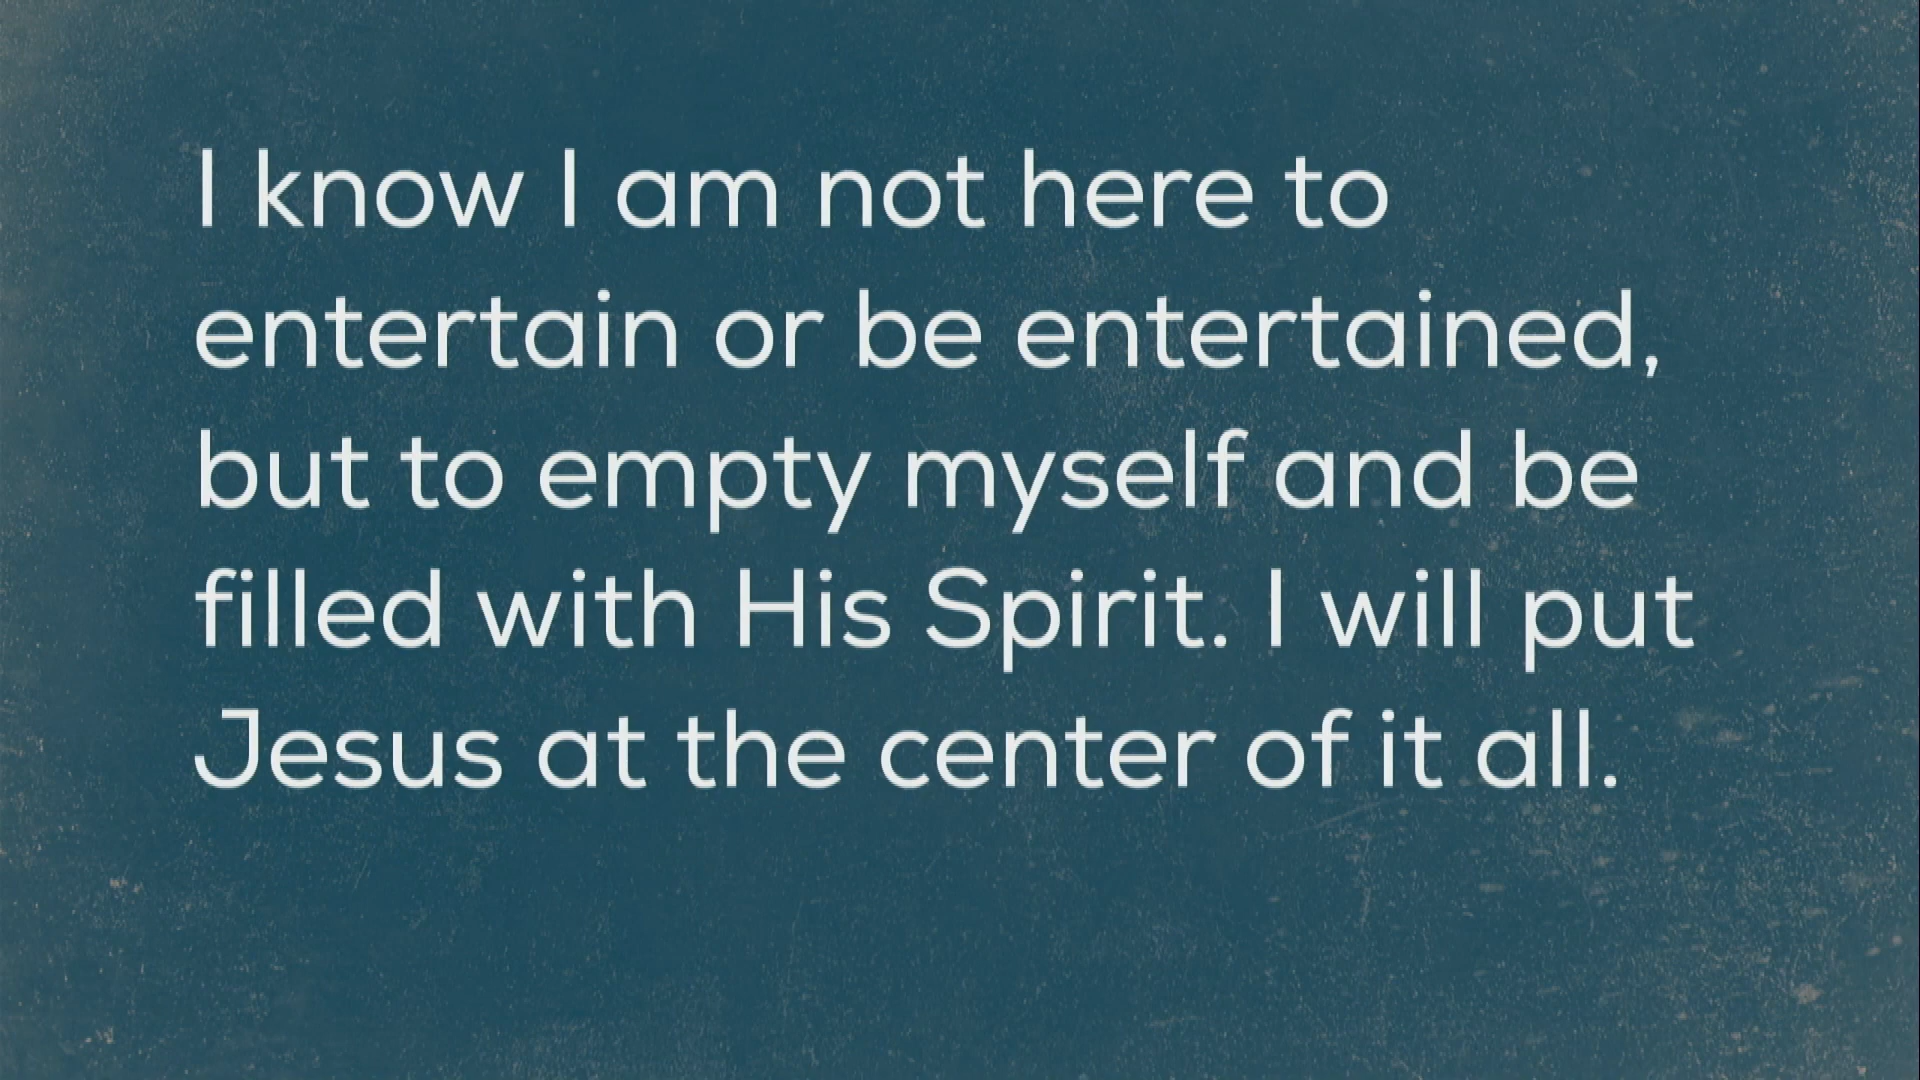 I know I am not here to
entertain or be entertained,
but to empty myself and be
filled with His Spirit. I will put
Jesus at the center of it all.